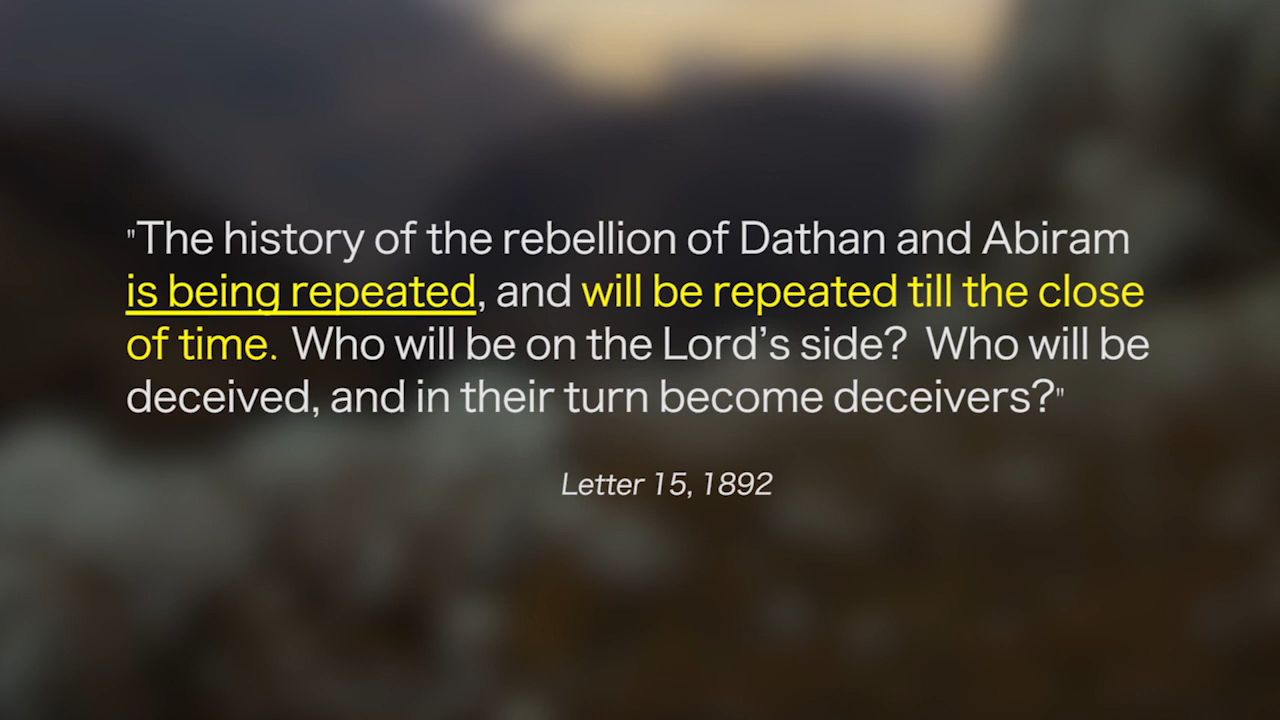 "The history of the rebellion of Dathan and Abiram
is being repeated, and will be repeated till the close
of time. Who will be on the Lord’s side?  Who will be
deceived, and in their turn become deceivers?"
Letter 15, 1892